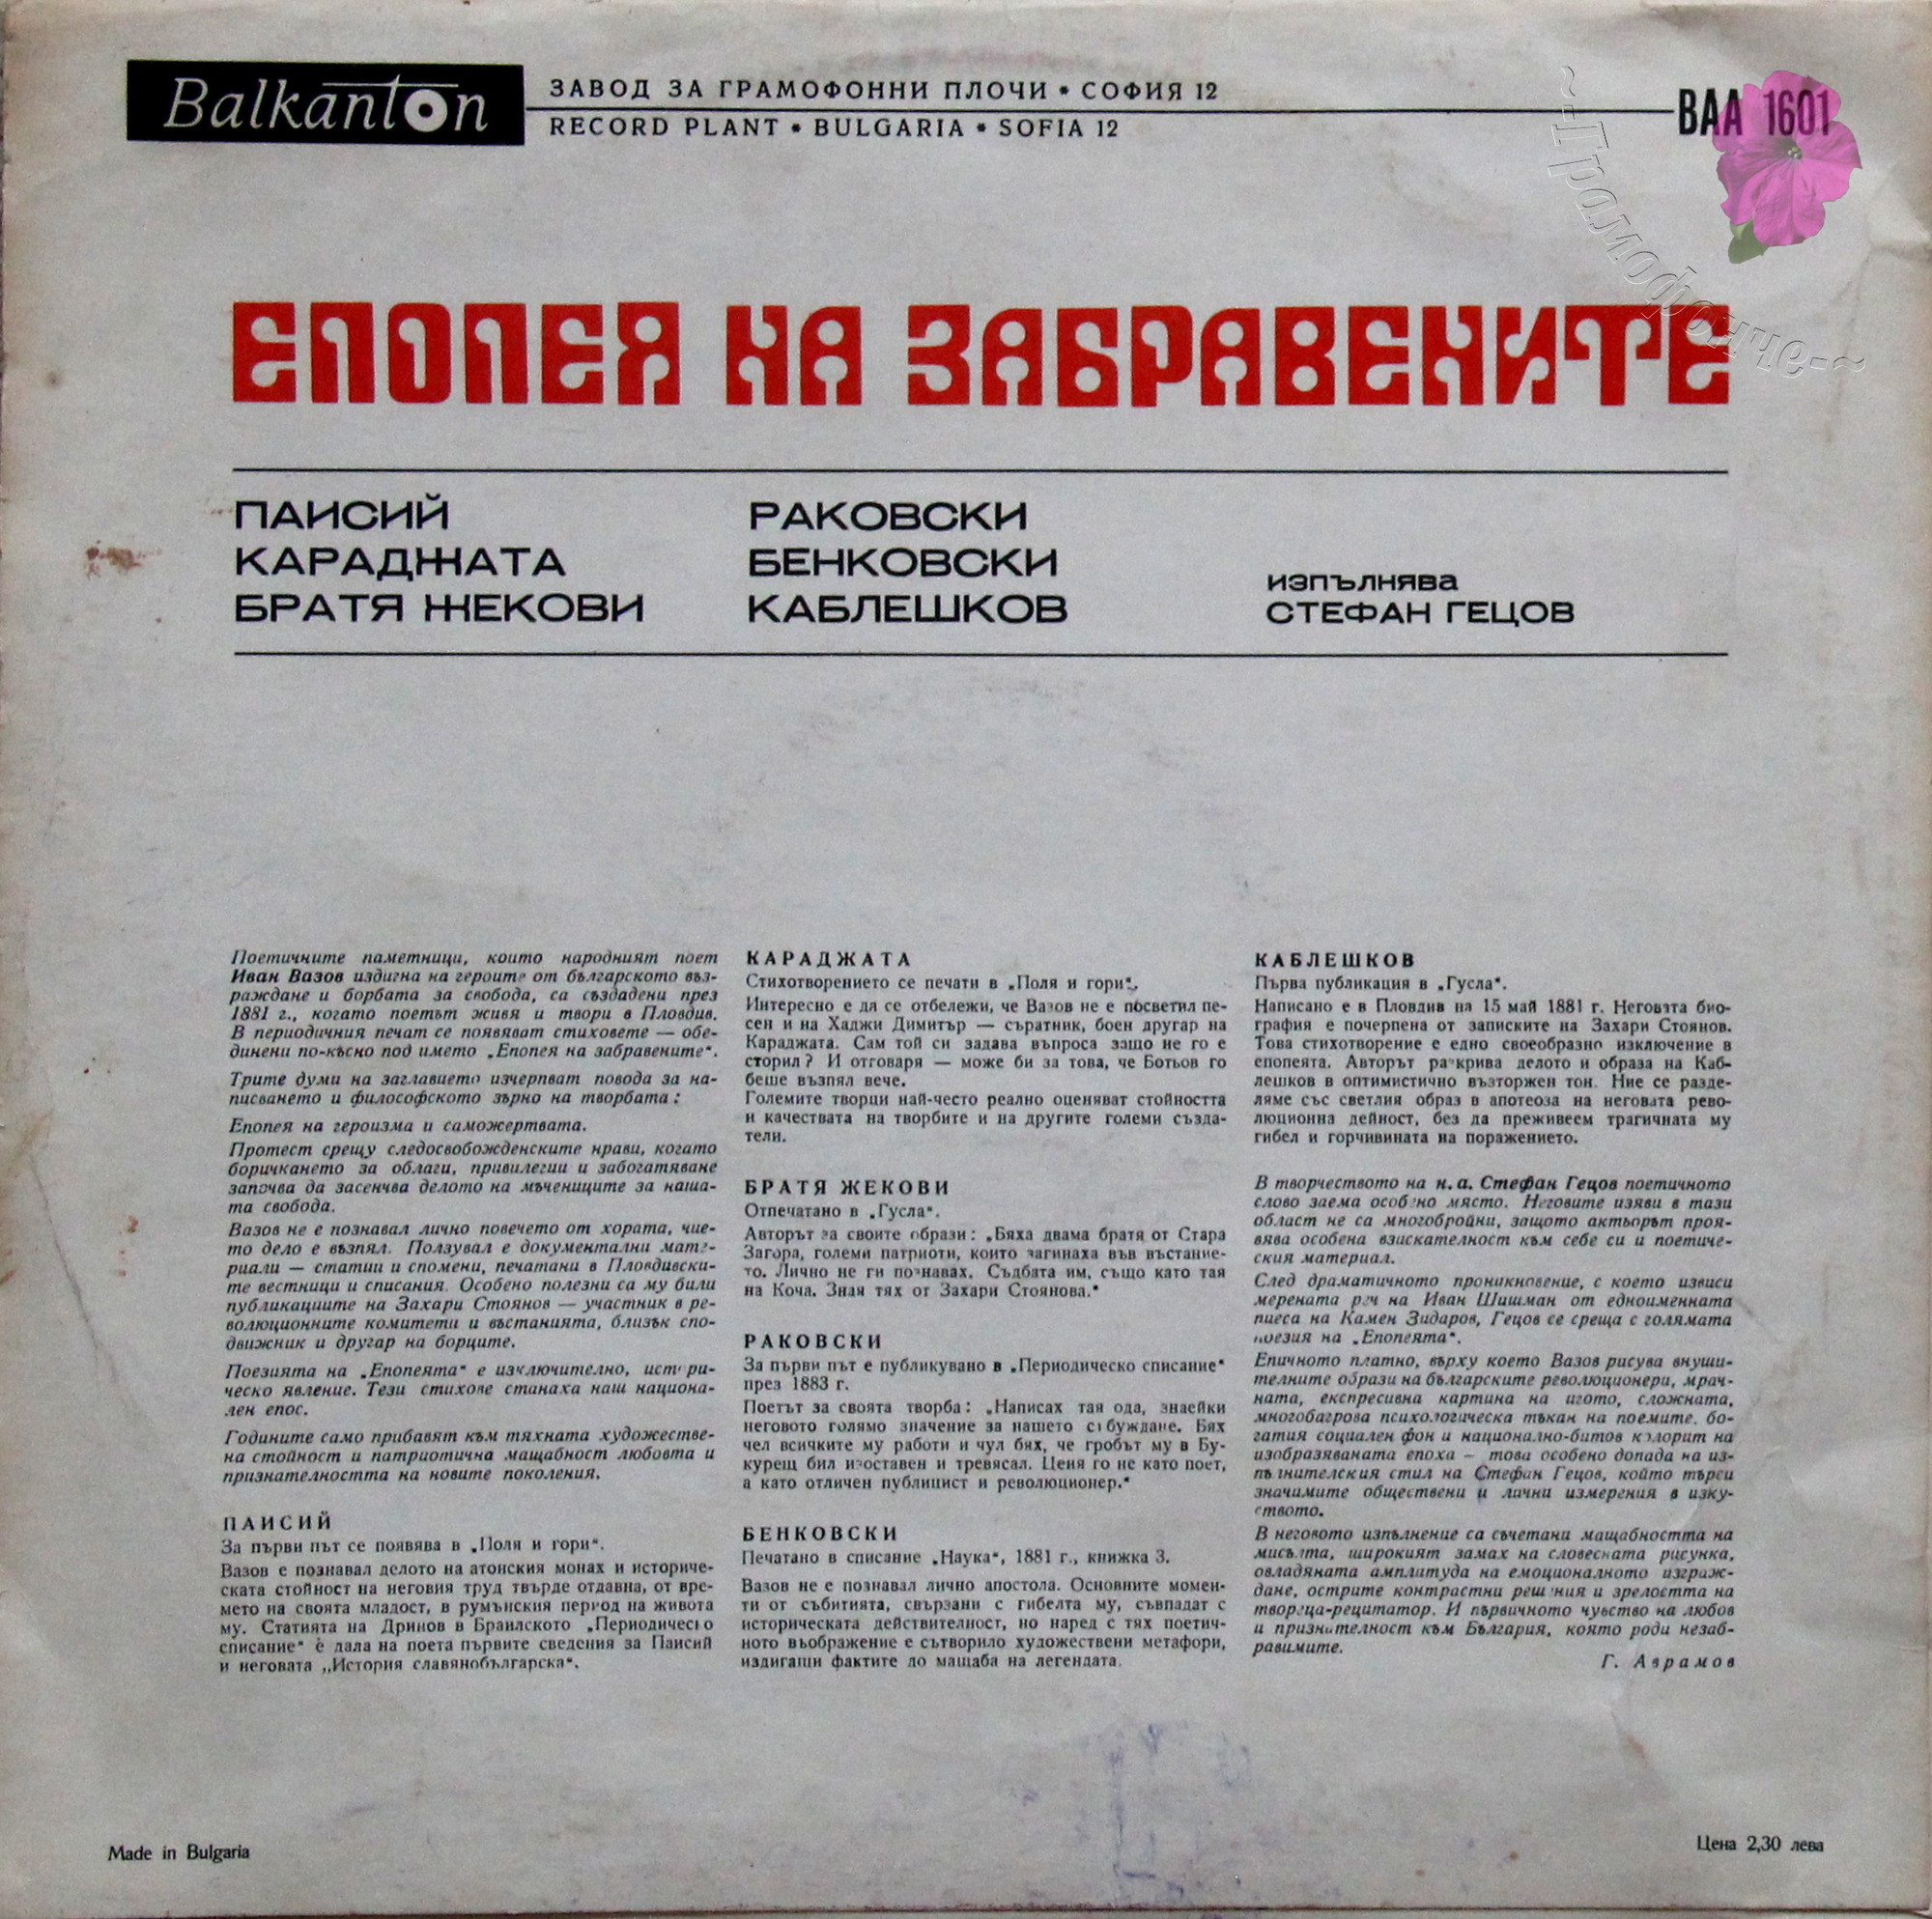 Balkanton
ЗАВОД ЗА ГРАМОФОННИ ПЛОЧИ • СОФИЯ 12
RECORD PLANT • BULGARIA • SOFIA 12
ВАА 1601
~-Грамофонче-~
ЕПОПЕЯ НА ЗАБРАВЕНИТЕ
ПАИСИЙ
КАРАДЖАТА
БРАТЯ ЖЕКОВИ
РАКОВСКИ
БЕНКОВСКИ
КАБЛЕШКОВ
изпълнява
СТЕФАН ГЕЦОВ
Поетичните паметници, които народният поет
Иван Вазов издигна на героите от българското въз-
раждане и борбата за свобода, са създадени през
1881 г., когато поетът живя и твори в Пловдив.
В периодичния печат се появяват стиховете — обе-
динени по-късно под името „Епопея на забравените“.
Трите думи на заглавието изчерпват повода за на-
писването и философското зърно на творбата:
Епопея на героизма и саможертвата.
Протест срещу следосвобожденските нрави, когато
боричкането за облаги, привилегии и забогатяване
започва да засенчва делото на мъчениците за наша-
та свобода.
Вазов не е познавал лично повечето от хората, чие-
то дело е възпял. Ползувал е документални мате-
риали — статии и спомени, печатани в Пловдивски-
те вестници и списания. Особено полезни са му били
публикациите на Захари Стоянов — участник в ре-
волюционните комитети и въстанията, близък спо-
движник и другар на борците.
Поезията на „Епопеята“ е изключително, истори-
ческо явление. Тези стихове станаха наш национа-
лен епос.
Годините само прибавят към тяхната художестве-
на стойност и патриотична мащабност любовта и
признателността на новите поколения.
ПАИСИЙ
За първи път се появява в „Поля и гори“.
Вазов е познавал делото на атонския монах и историче-
ската стойност на неговия труд твърде отдавна, от вре-
мето на своята младост, в румънския период на живота
му. Статията на Дринов в Браилското „Периодическо
списание“ е дала на поета първите сведения за Паисий
и неговата „История славянобългарска“.
КАРАДЖАТА
Стихотворението се печати в „Поля и гори“.
Интересно е да се отбележи, че Вазов не е посветил пе-
сен и на Хаджи Димитър — съратник, боен другар на
Караджата. Сам той си задава въпроса защо не го е
сторил? И отговаря — може би за това, че Ботьов го
беше възпял вече.
Големите творци най-често реално оценяват стойността
и качествата на творбите и на другите големи създа-
тели.
БРАТЯ ЖЕКОВИ
Отпечатано в „Гусла“.
Авторът за своите образи: „Бяха двама братя от Стара
Загора, големи патриоти, които загинаха във въстание-
то. Лично не ги познавах. Съдбата им, също като тая
на Коча. Зная тях от Захари Стоянова.“
РАКОВСКИ
За първи път е публикувано в „Периодическо списание“
през 1883 г.
Поетът за своята творба: „Написах тая ода, знаейки
неговото голямо значение за нашето събуждане. Бях
чел всичките му работи и чул бях, че гробът му в Бу-
курещ бил изоставен и тревясал. Ценя го не като поет,
а като отличен публицист и революционер.“
БЕНКОВСКИ
Печатано в списание „Наука“, 1881 г., книжка 3.
Вазов не е познавал лично апостола. Основните момен-
ти от събитията, свързани с гибелта му, съвпадат с
историческата действителност, но наред с тях поетич-
ното въображение е сътворило художествени метафори,
издигащи фактите до мащаба на легендата.
КАБЛЕШКОВ
Първа публикация в „Гусла“.
Написано е в Пловдив на 15 май 1881 г. Неговата био-
графия е почерпена от записките на Захари Стоянов.
Това стихотворение е едно своеобразно изключение в
епопеята. Авторът разкрива делото и образа на Каб-
лешков в оптимистично възторжен тон. Ние се разде-
ляме със светлия образ в апотеоза на неговата рево-
люционна дейност, без да преживеем трагичната му
гибел и горчивината на поражението.
В творчеството на н. а. Стефан Гецов поетичното
слово заема особено място. Неговите изяви в тази
област не са многобройни, защото актьорът проя-
вява особена взискателност към себе си и поетиче-
ския материал.
След драматичното проникновение, с което извиси
мерената реч на Иван Шишман от едноименната
пиеса на Камен Зидаров, Гецов се среща с голямата
поезия на „Епопеята“.
Епичното платно, върху което Вазов рисува внуши-
телните образи на българските революционери, мрач-
ната, експресивна картина на игото, сложната,
многобагрова психологическа тъкан на поемите, бо-
гатия социален фон и национално-битов колорит на
изобразяваната епоха — това особено допада на из-
пълнителския стил на Стефан Гецов, който търси
значимите обществени и лични измерения в изку-
ството.
В неговото изпълнение са съчетани мащабността на
мисълта, широкият замах на словесната рисунка,
овладяната амплитуда на емоционалното изграж-
дане, острите контрастни решения и зрелостта на
твореца-рецитатор. И първичното чувство на любов
и признателност към България, която роди незаб-
равимите.
Г. Аврамов
Made in Bulgaria
Цена 2,30 лева